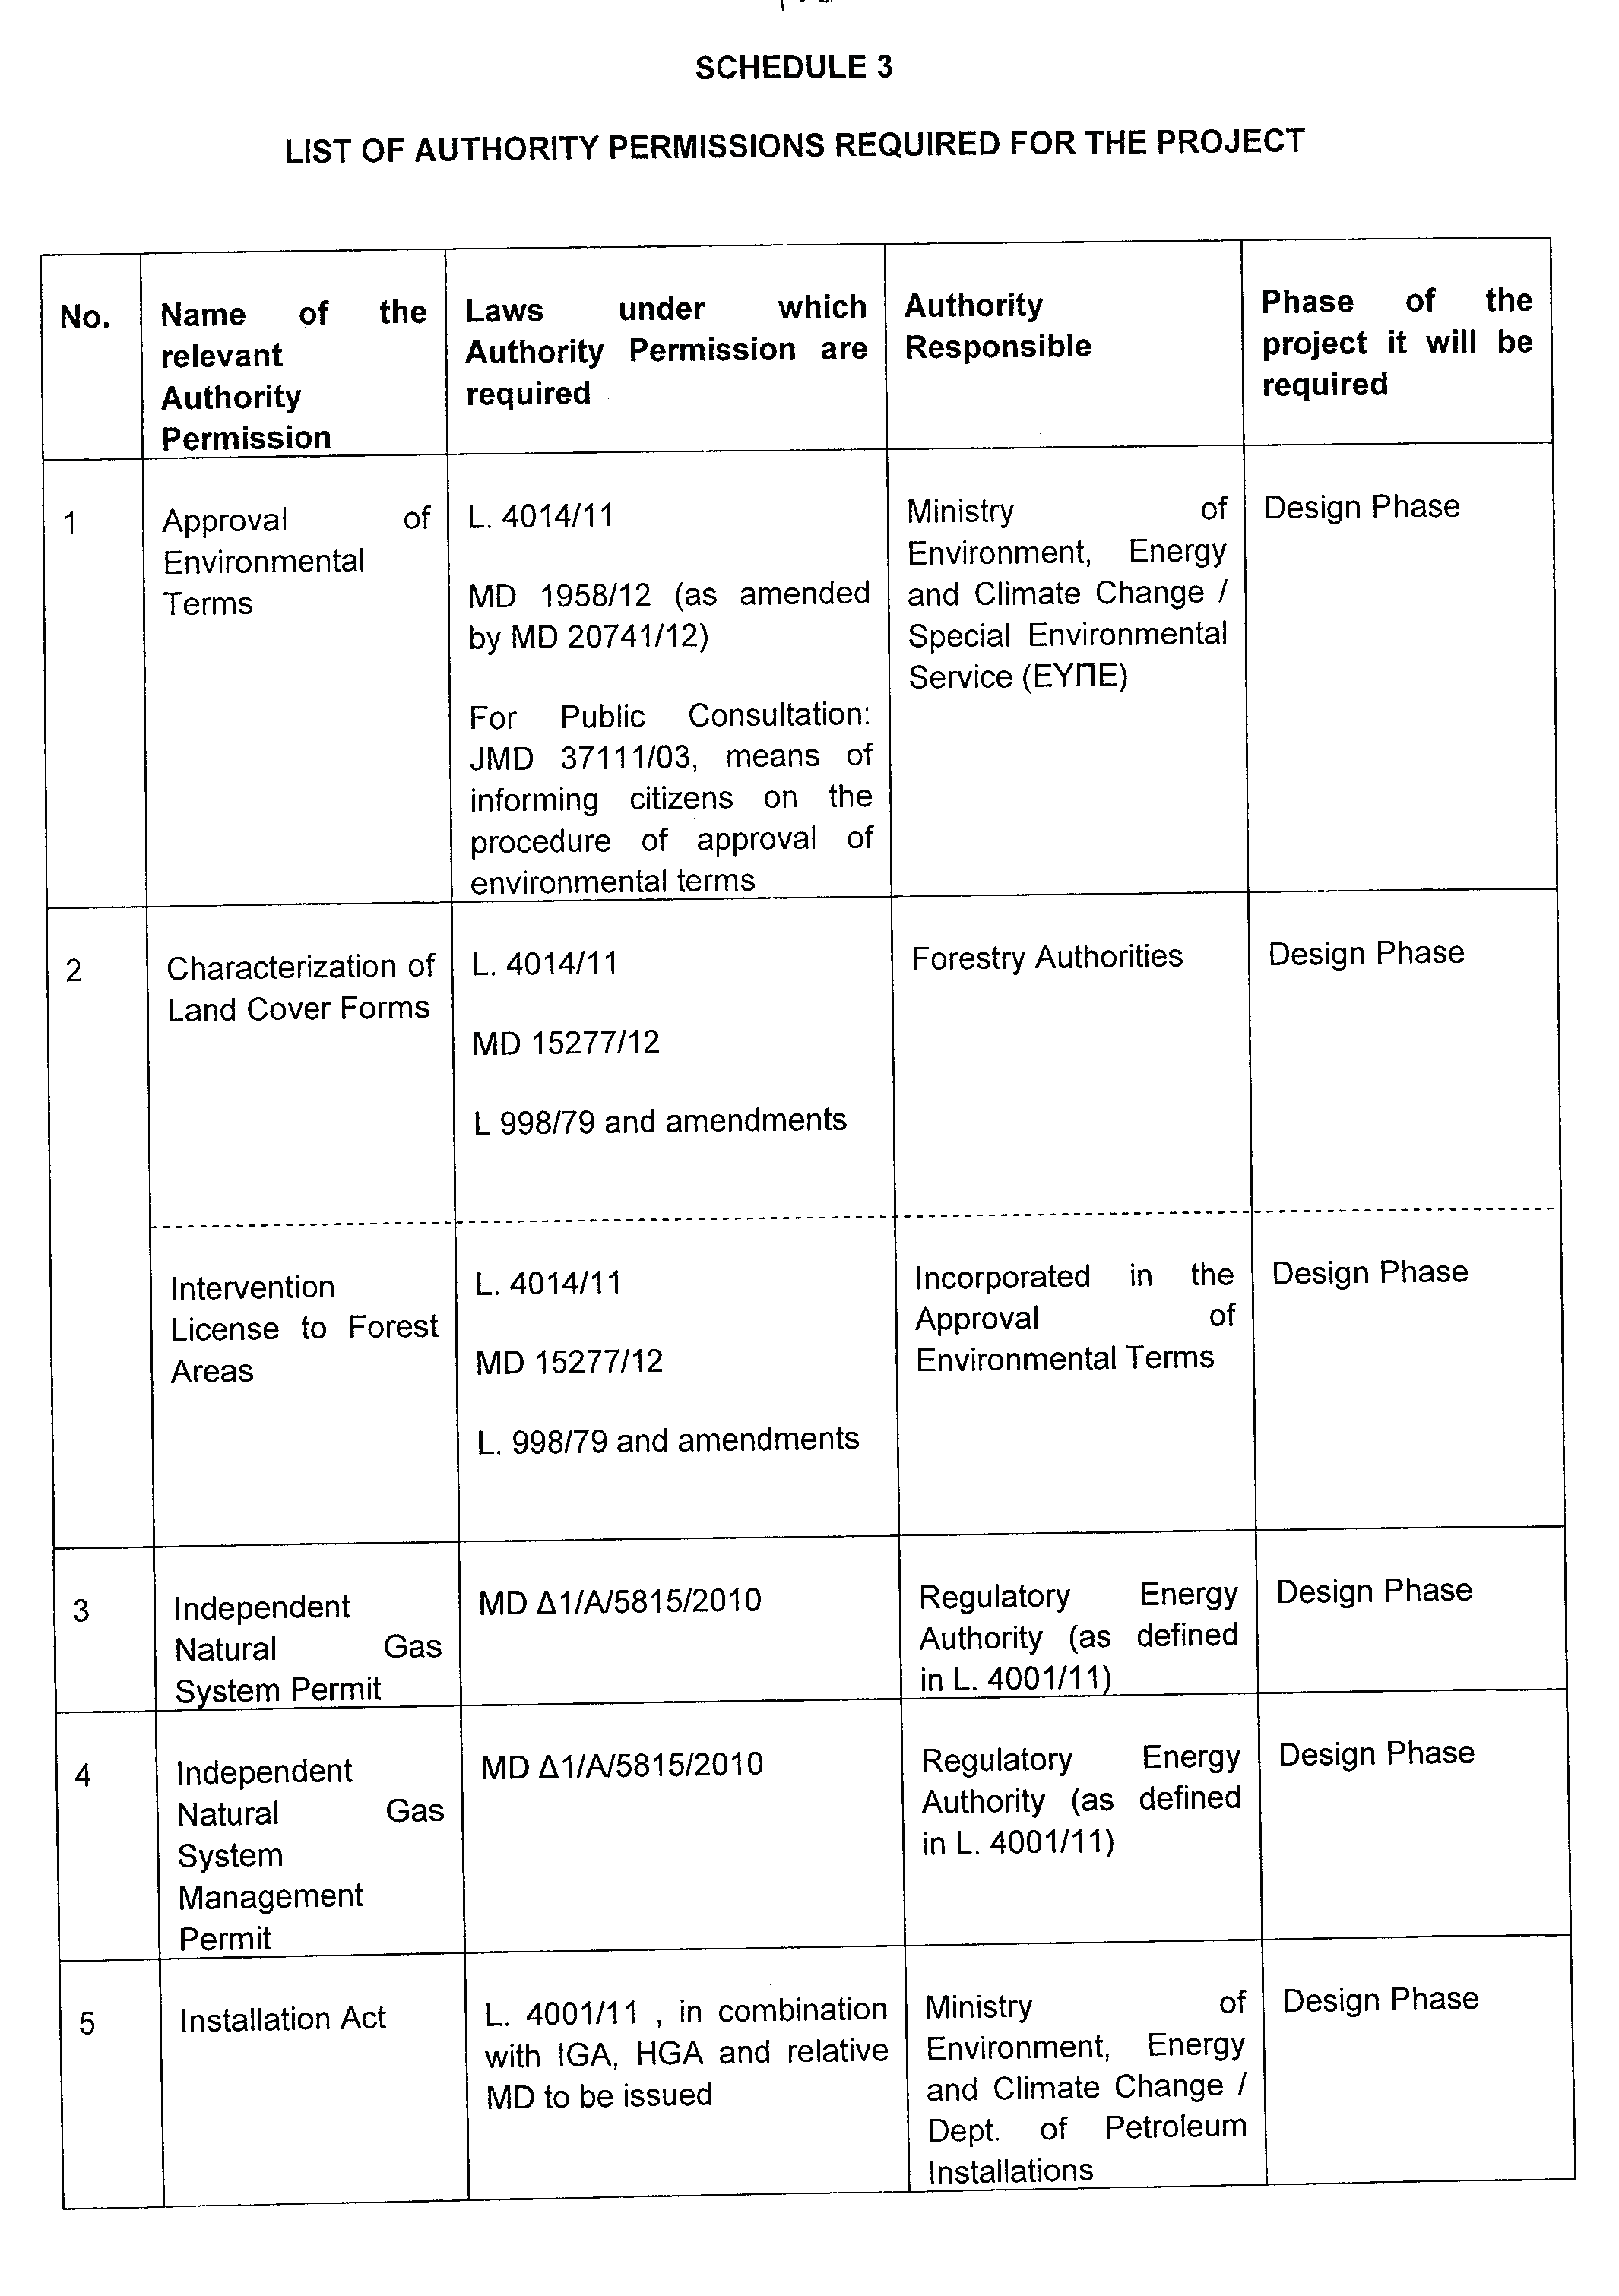 SCHEDULE 3
LIST OF AUTHORITY PERMISSIONS REQUIRED FOR THE PROJECT
No.
Name of the
relevant
Authority
Permission
Laws under which
Authority Permission are
required
Authority
Responsible
Phase of the
project it will be
required
1
Approval of
Environmental
Terms
L. 4014/11
MD 1958/12 (as amended
by MD 20741/12)
For Public Consultation:
JMD 37111/03, means of
informing citizens on the
procedure of approval of
environmental terms
Ministry of
Environment, Energy
and Climate Change /
Special Environmental
Service (ΕΥΠΕ)
Design Phase
2
Characterization of
Land Cover Forms
L. 4014/11
MD 15277/12
L 998/79 and amendments
Forestry Authorities
Design Phase
Intervention
License to Forest
Areas
L. 4014/11
MD 15277/12
L. 998/79 and amendments
Incorporated in the
Approval of
Environmental Terms
Design Phase
3
Independent
Natural Gas
System Permit
MD Δ1/A/5815/2010
Regulatory Energy
Authority (as defined
in L. 4001/11)
Design Phase
4
Independent
Natural Gas
System
Management
Permit
MD Δ1/A/5815/2010
Regulatory Energy
Authority (as defined
in L. 4001/11)
Design Phase
5
Installation Act
L. 4001/11 , in combination
with IGA, HGA and relative
MD to be issued
Ministry of
Environment, Energy
and Climate Change /
Dept. of Petroleum
Installations
Design Phase